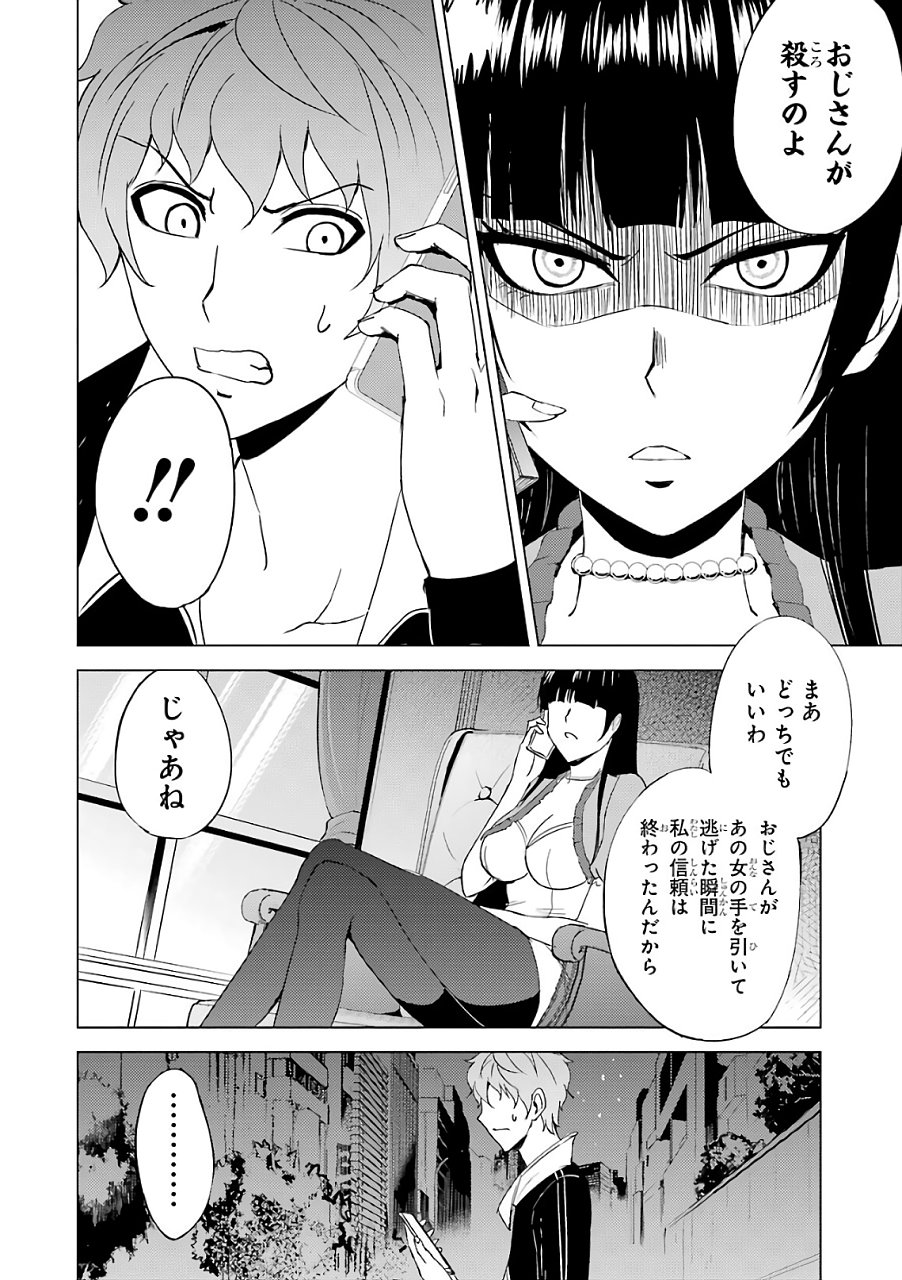 おじさんが
殺すのよ
!!
まあ
どっちでも
いいわ
おじさんが
あの女の手を引いて
逃げた瞬間に
私の信頼は
終わったんだから
じゃあね
………